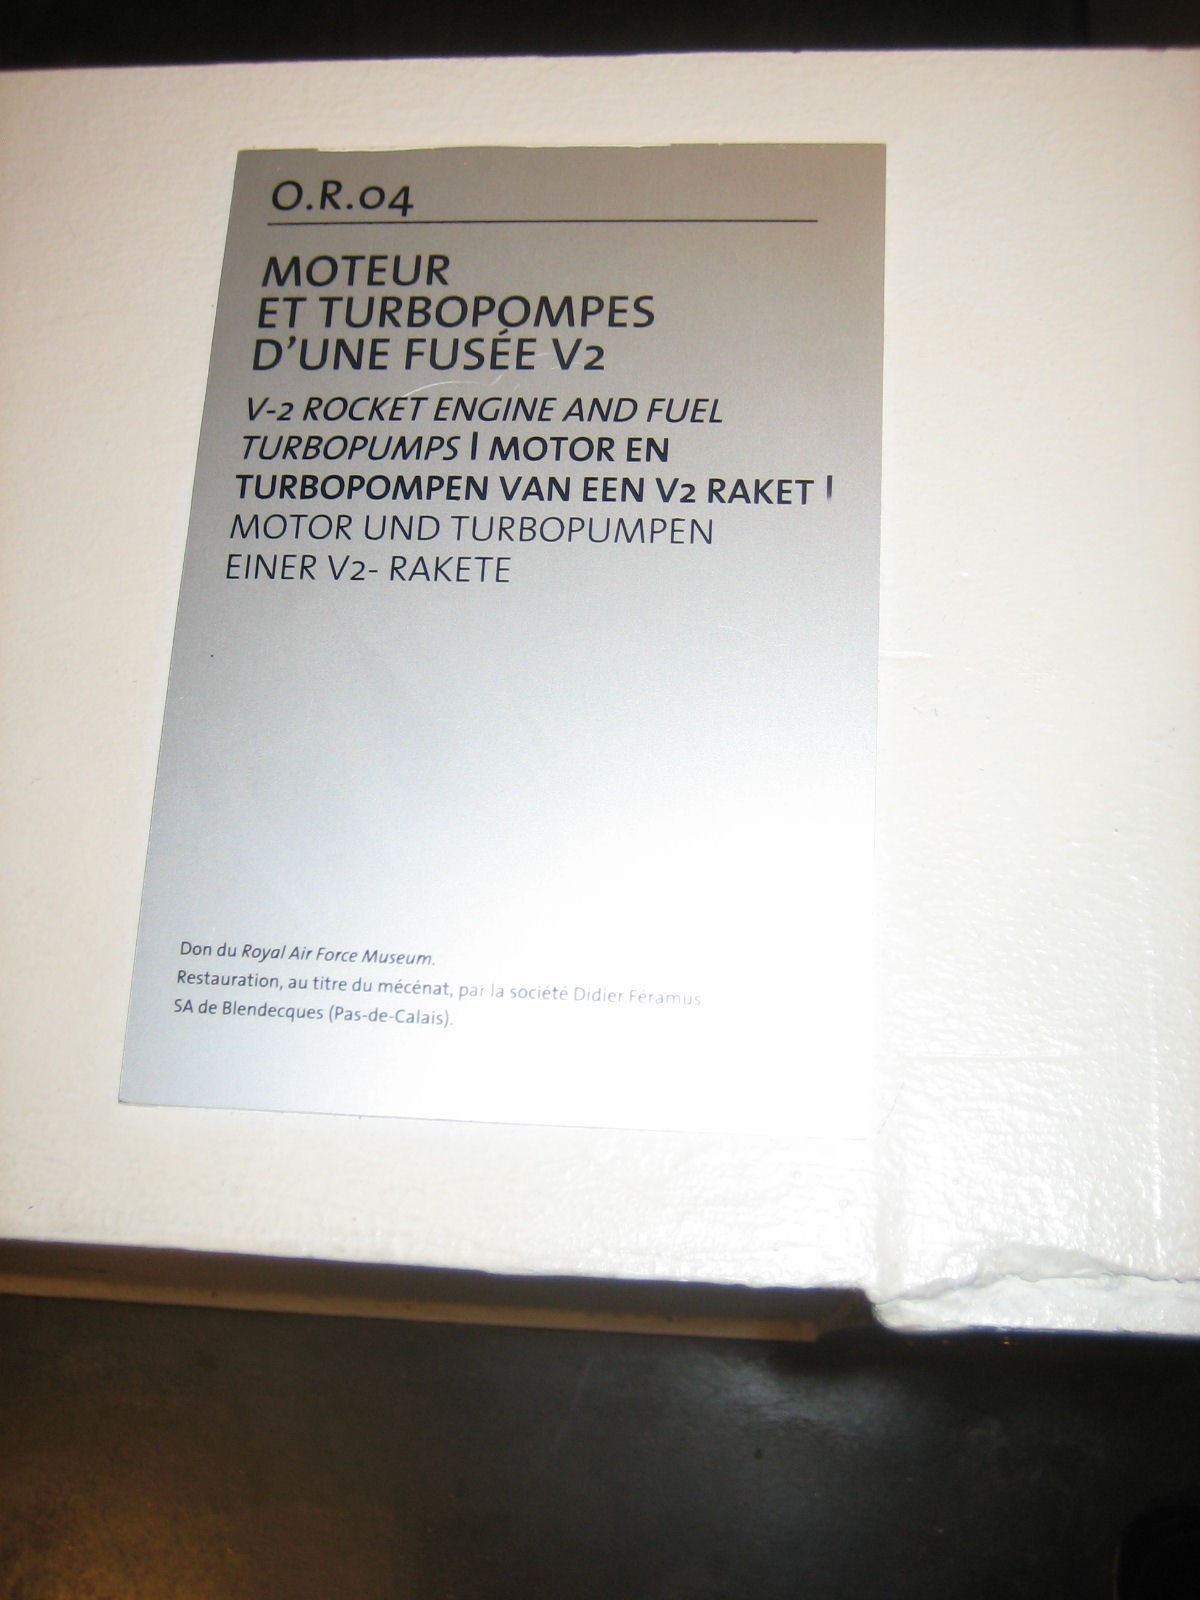 O.R.04
MOTEUR
ET TURBOPOMPES
D'UNE FUSÉE V2
V-2 ROCKET ENGINE AND FUEL
TURBOPUMPS | MOTOR EN
TURBOPOMPEN VAN EEN V2 RAKET |
MOTOR UND TURBOPUMPEN
EINER V2- RAKETE
Don du Royal Air Force Museum.
Restauration, au titre du mécénat, par la société Didier Féramus
SA de Blendecques (Pas-de-Calais).